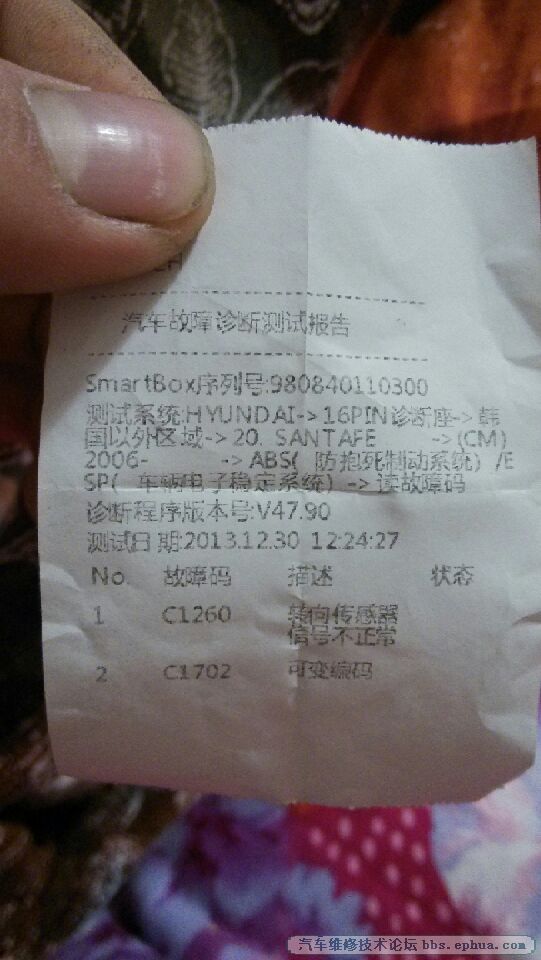 汽车故障诊断测试报告
SmartBox序列号:980840110300
测试系统:HYUNDAI->16PIN诊断座->韩
国以外区域->20. SANTAFE ->(CM)
2006- ->ABS( 防抱死制动系统) /E
SP( 车辆电子稳定系统) ->读故障码
诊断程序版本号:V47.90
测试日期:2013.12.30 12:24:27
No 故障码 描述 状态
1 C1260 转向传感器
信号不正常
2 C1702 可变编码
汽车维修技术论坛 bbs.ephua.com